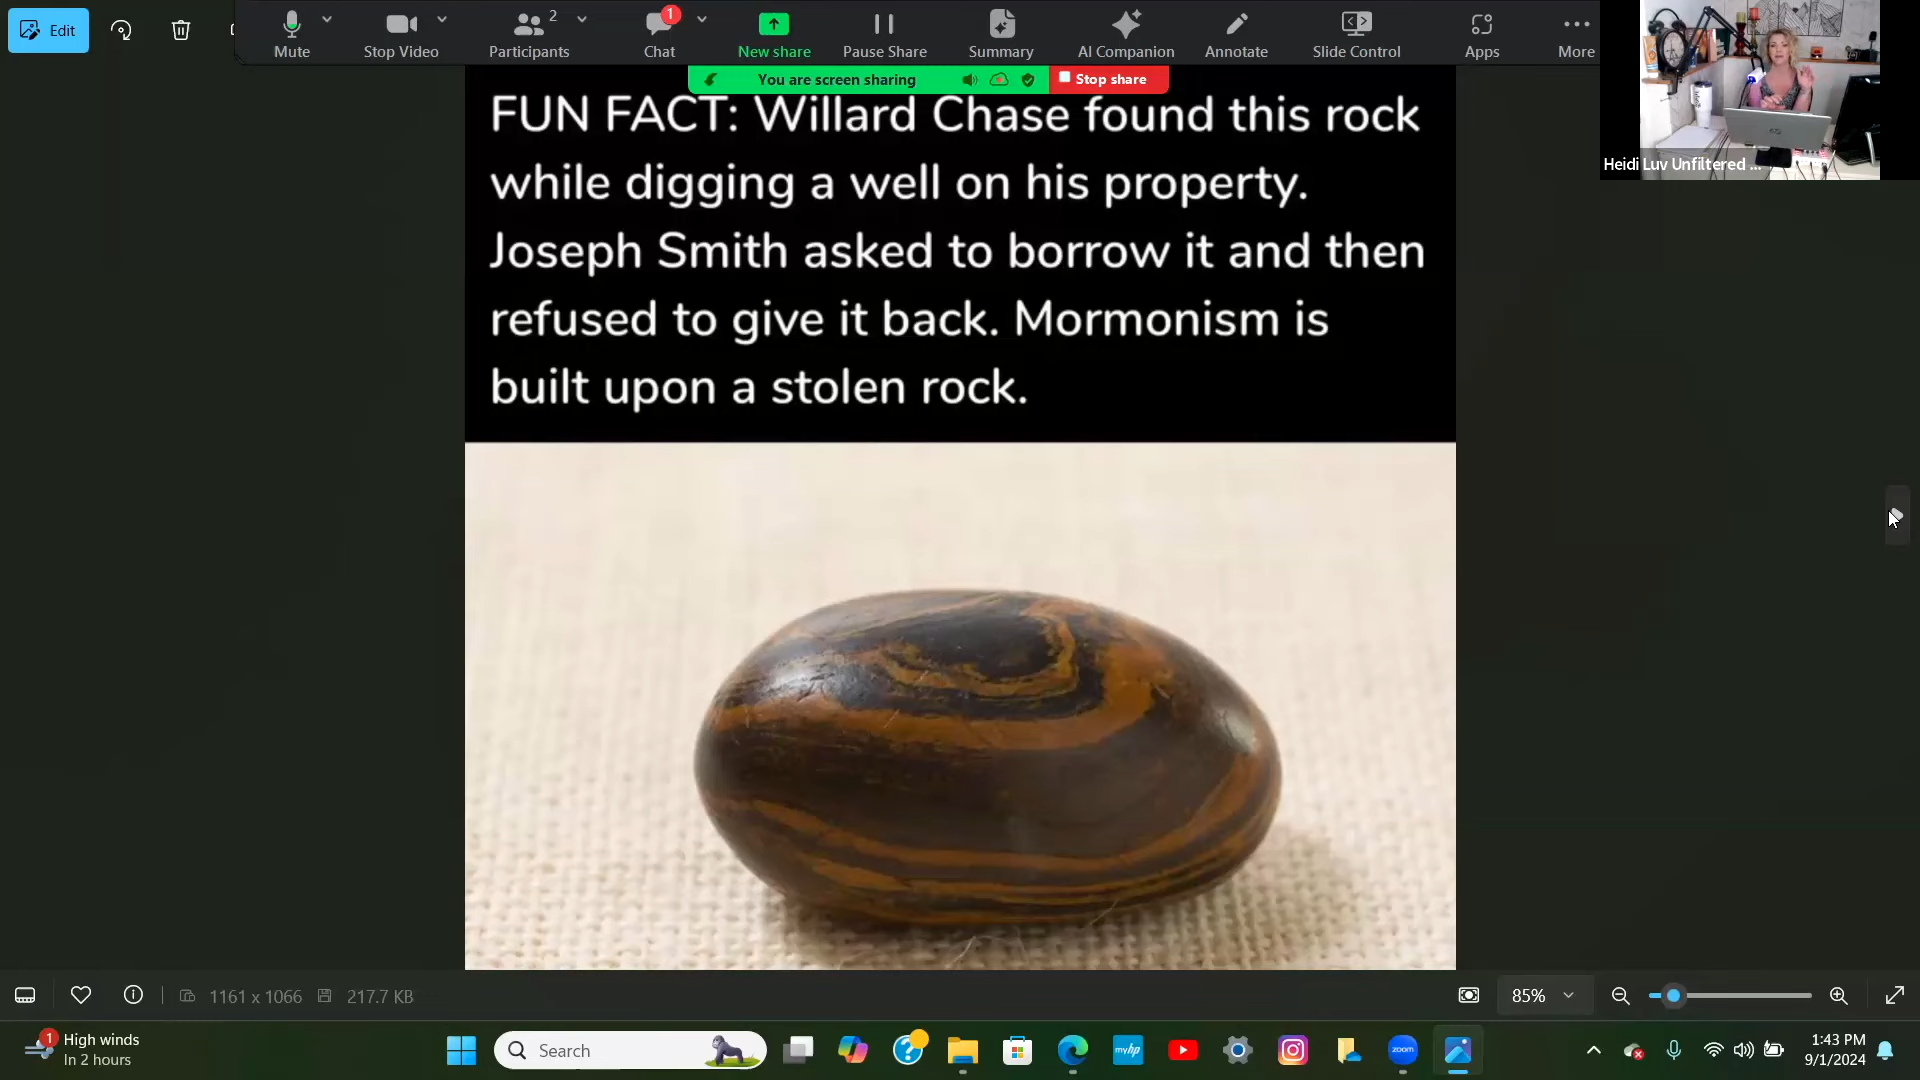 Edit
Mute
Stop Video
2
Participants
1
Chat
New share
Pause Share
Summary
AI Companion
Annotate
Slide Control
Apps
More
You are screen sharing
Stop share
Heidi Luv Unfiltered ...
FUN FACT: Willard Chase found this rock
while digging a well on his property.
Joseph Smith asked to borrow it and then
refused to give it back. Mormonism is
built upon a stolen rock.
1161 x 1066
217.7 KB
85%
1
High winds
In 2 hours
Search
myhp
zoom
1:43 PM
9/1/2024